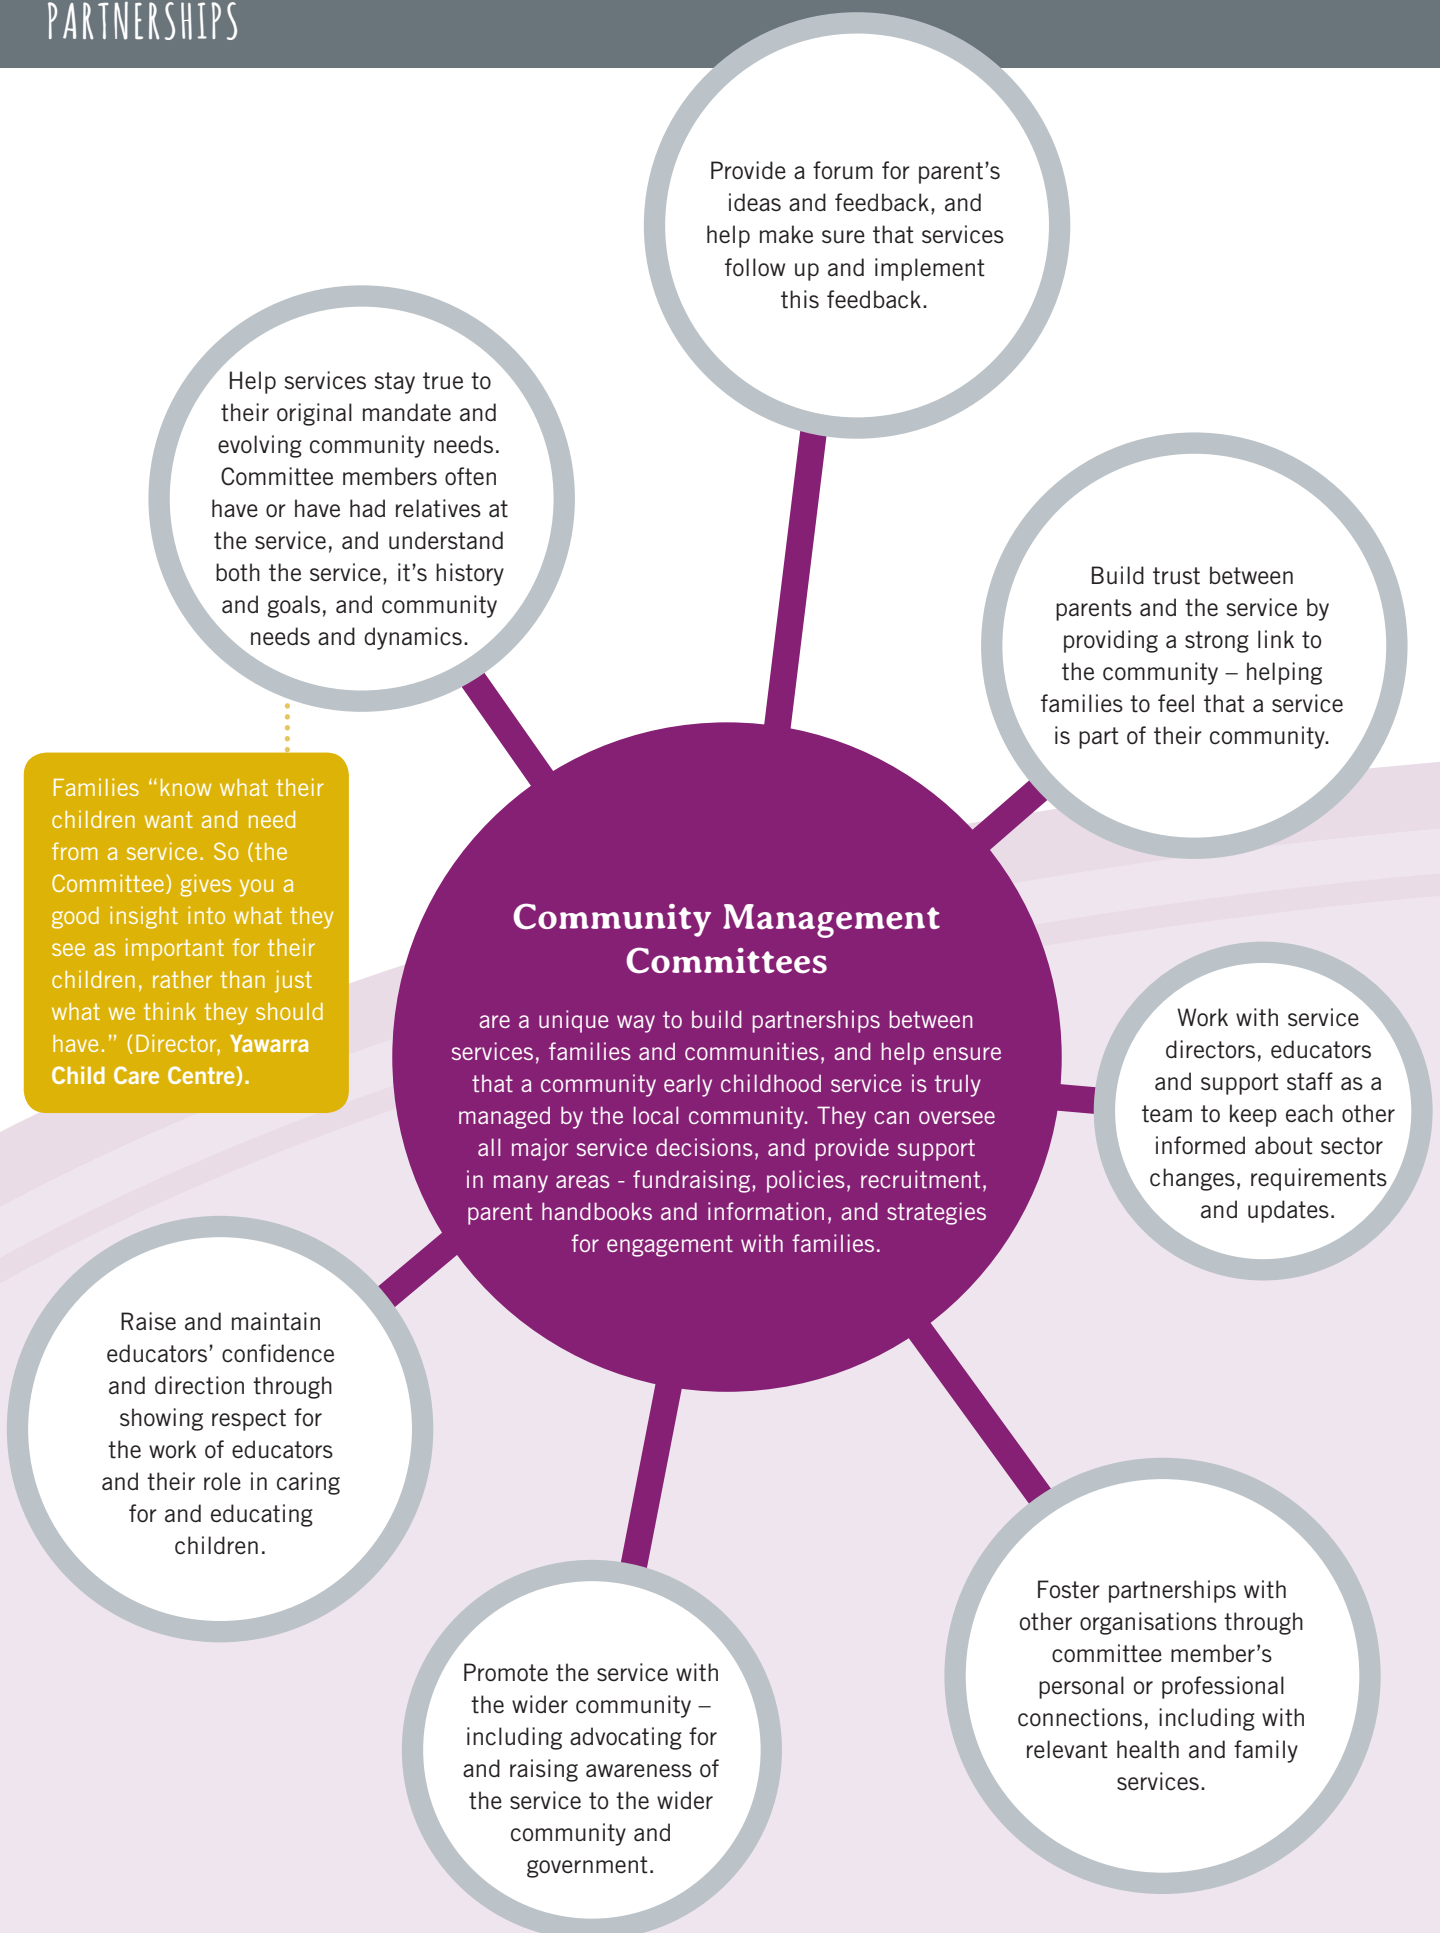 PARTNERSHIPS
Provide a forum for parent’s
ideas and feedback, and
help make sure that services
follow up and implement
this feedback.
Help services stay true to
their original mandate and
evolving community needs.
Committee members often
have or have had relatives at
the service, and understand
both the service, it’s history
and goals, and community
needs and dynamics.
Build trust between
parents and the service by
providing a strong link to
the community – helping
families to feel that a service
is part of their community.
Families “know what their
children want and need
from a service. So (the
Committee) gives you a
good insight into what they
see as important for their
children, rather than just
what we think they should
have.” (Director, Yawarra
Child Care Centre).
Community Management
Committees
are a unique way to build partnerships between
services, families and communities, and help ensure
that a community early childhood service is truly
managed by the local community. They can oversee
all major service decisions, and provide support
in many areas - fundraising, policies, recruitment,
parent handbooks and information, and strategies
for engagement with families.
Work with service
directors, educators
and support staff as a
team to keep each other
informed about sector
changes, requirements
and updates.
Raise and maintain
educators’ confidence
and direction through
showing respect for
the work of educators
and their role in caring
for and educating
children.
Foster partnerships with
other organisations through
committee member’s
personal or professional
connections, including with
relevant health and family
services.
Promote the service with
the wider community –
including advocating for
and raising awareness of
the service to the wider
community and
government.